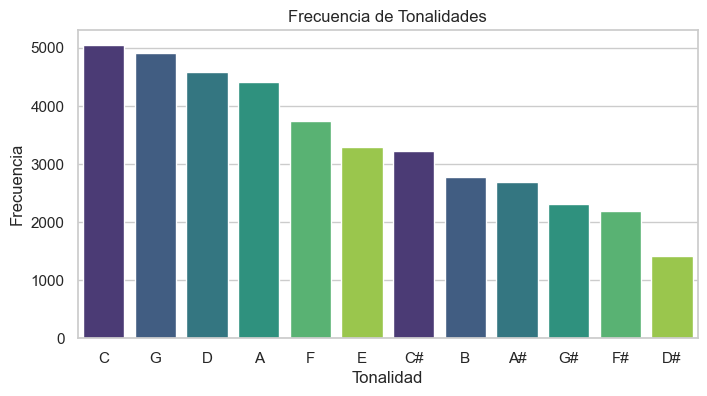 Frecuencia de Tonalidades
Frecuencia
5000
4000
3000
2000
1000
0
C G D A F E C# B A# G# F# D#
Tonalidad